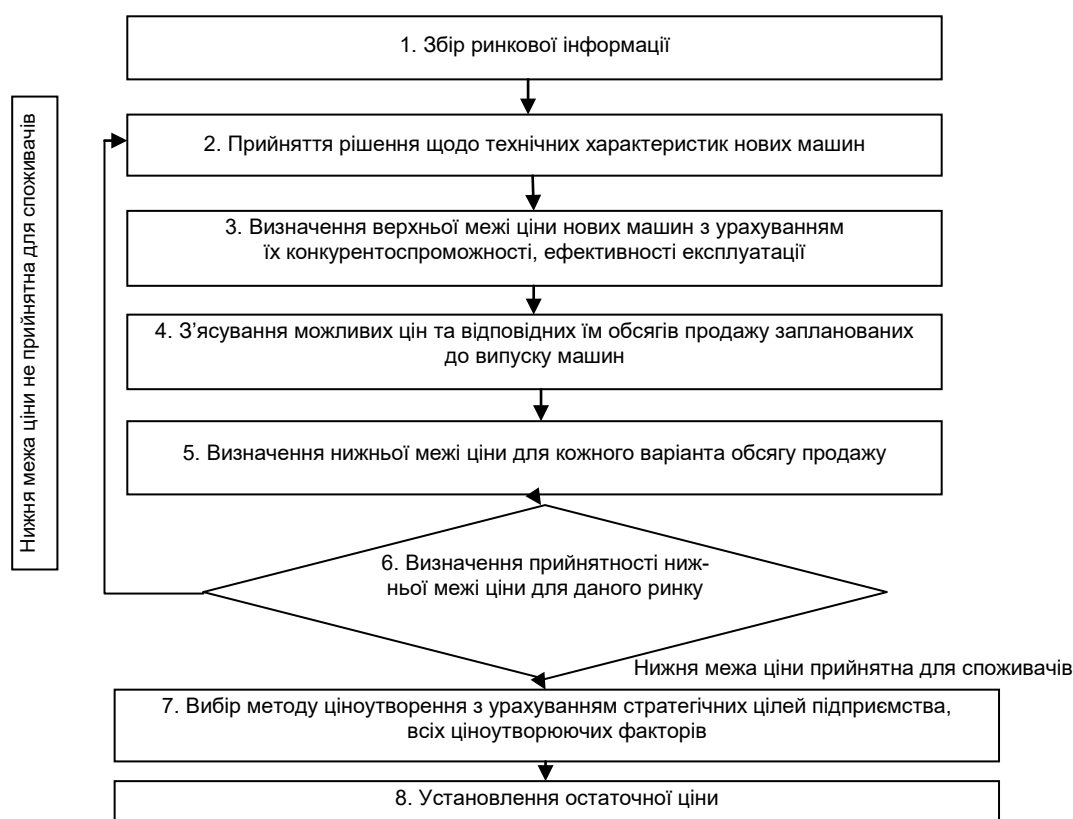 1. Збір ринкової інформації
2. Прийняття рішення щодо технічних характеристик нових машин
3. Визначення верхньої межі ціни нових машин з урахуванням
їх конкурентоспроможності, ефективності експлуатації
4. З’ясування можливих цін та відповідних їм обсягів продажу запланованих
до випуску машин
5. Визначення нижньої межі ціни для кожного варіанта обсягу продажу
Нижня межа ціни не прийнятна для споживачів
6. Визначення прийнятності ниж-
ньої межі ціни для даного ринку
Нижня межа ціни прийнятна для споживачів
7. Вибір методу ціноутворення з урахуванням стратегічних цілей підприємства,
всіх ціноутворюючих факторів
8. Установлення остаточної ціни